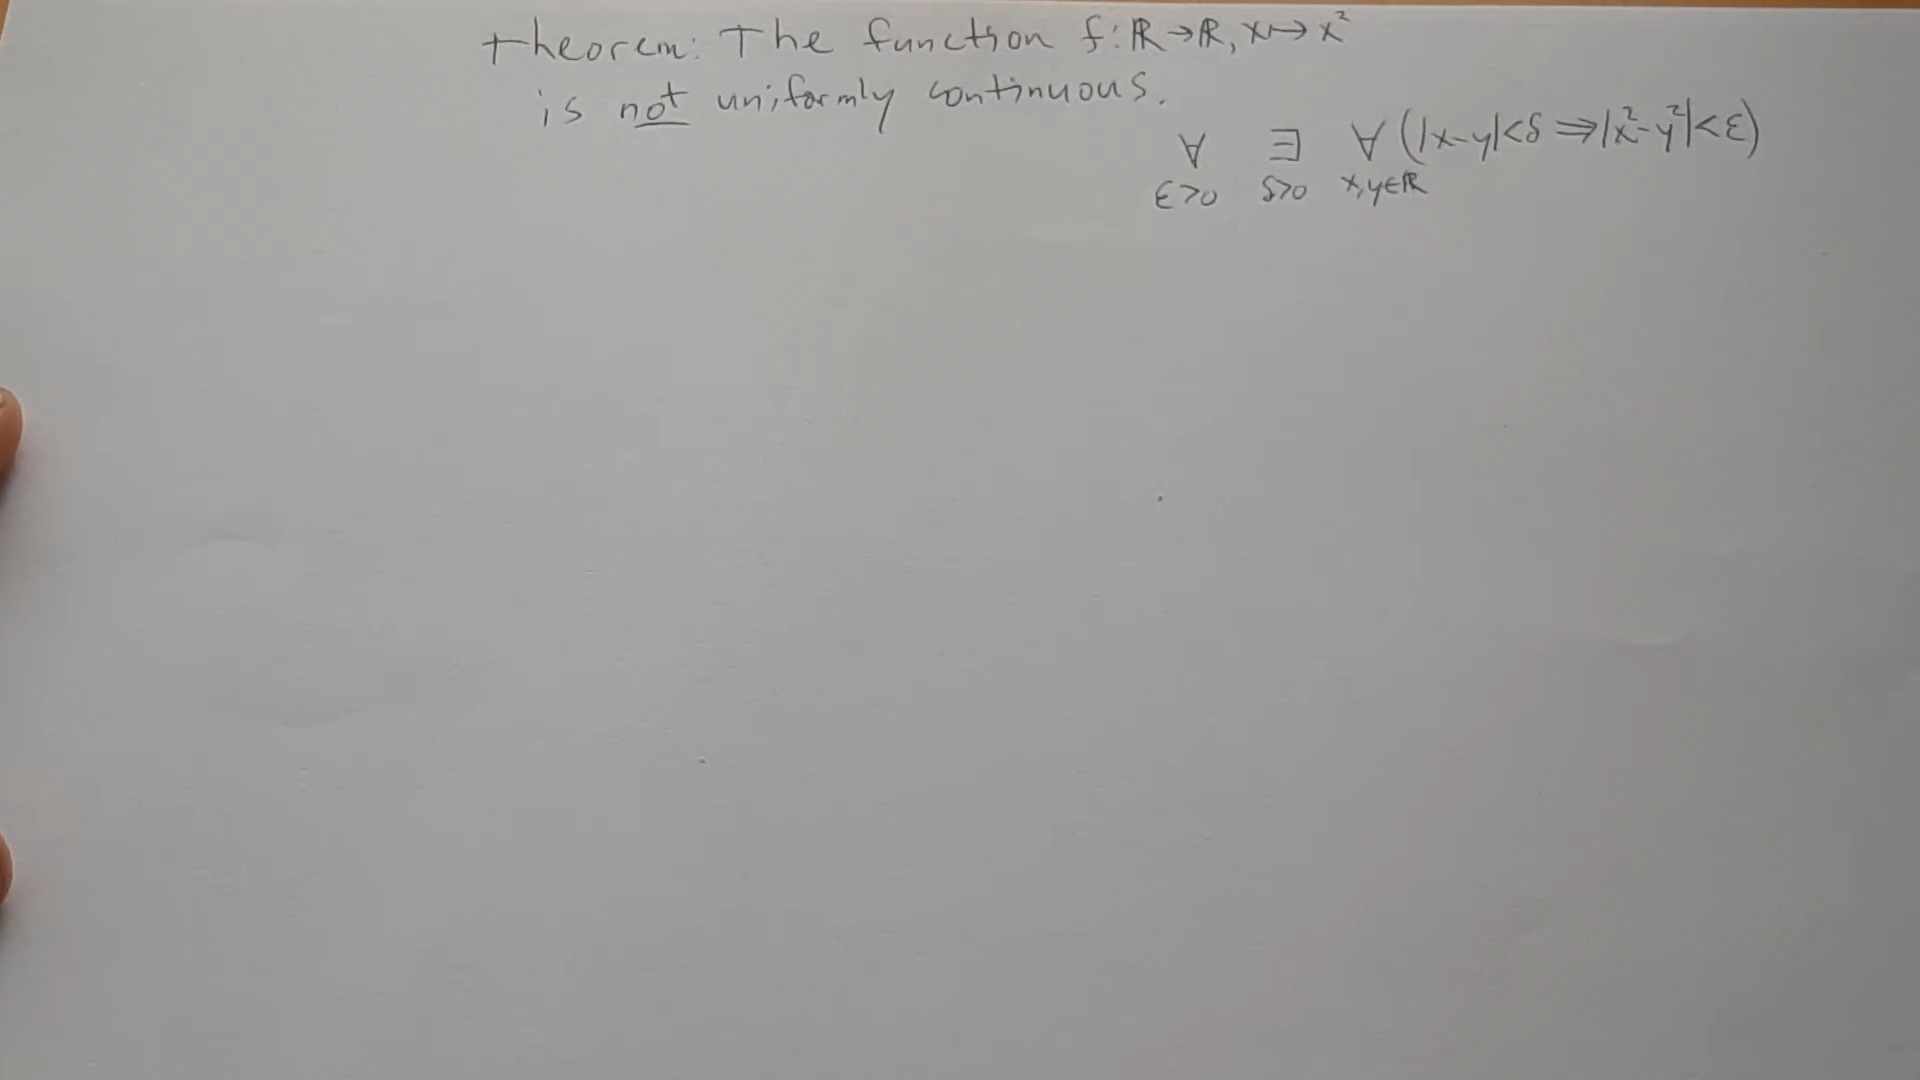 theorem: The function f: ℝ→ℝ, x↦x²
is not uniformly continuous.
∀ ∃ ∀ (|x-y|<δ ⇒ |x²-y²|<ε)
ε>0 δ>0 x,y∈ℝ